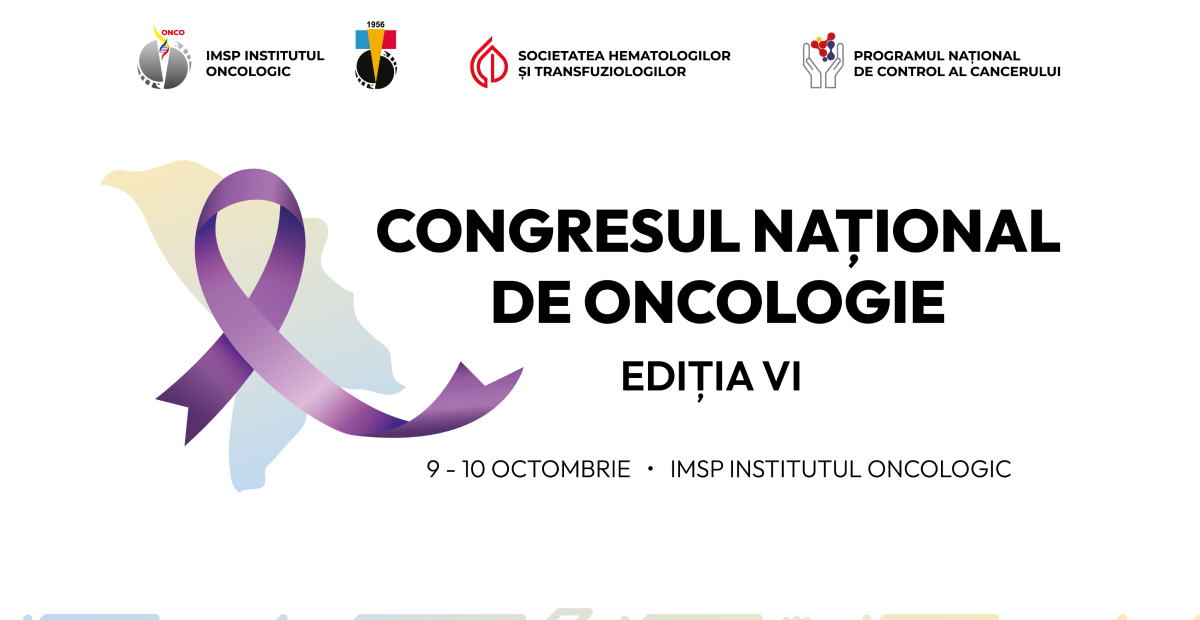 ONCO
IMSP INSTITUTUL
ONCOLOGIC
1956
SOCIETATEA HEMATOLOGILOR
ȘI TRANSFUZIOLOGILOR
PROGRAMUL NAȚIONAL
DE CONTROL AL CANCERULUI
CONGRESUL NAȚIONAL
DE ONCOLOGIE
EDIȚIA VI
9 - 10 OCTOMBRIE • IMSP INSTITUTUL ONCOLOGIC